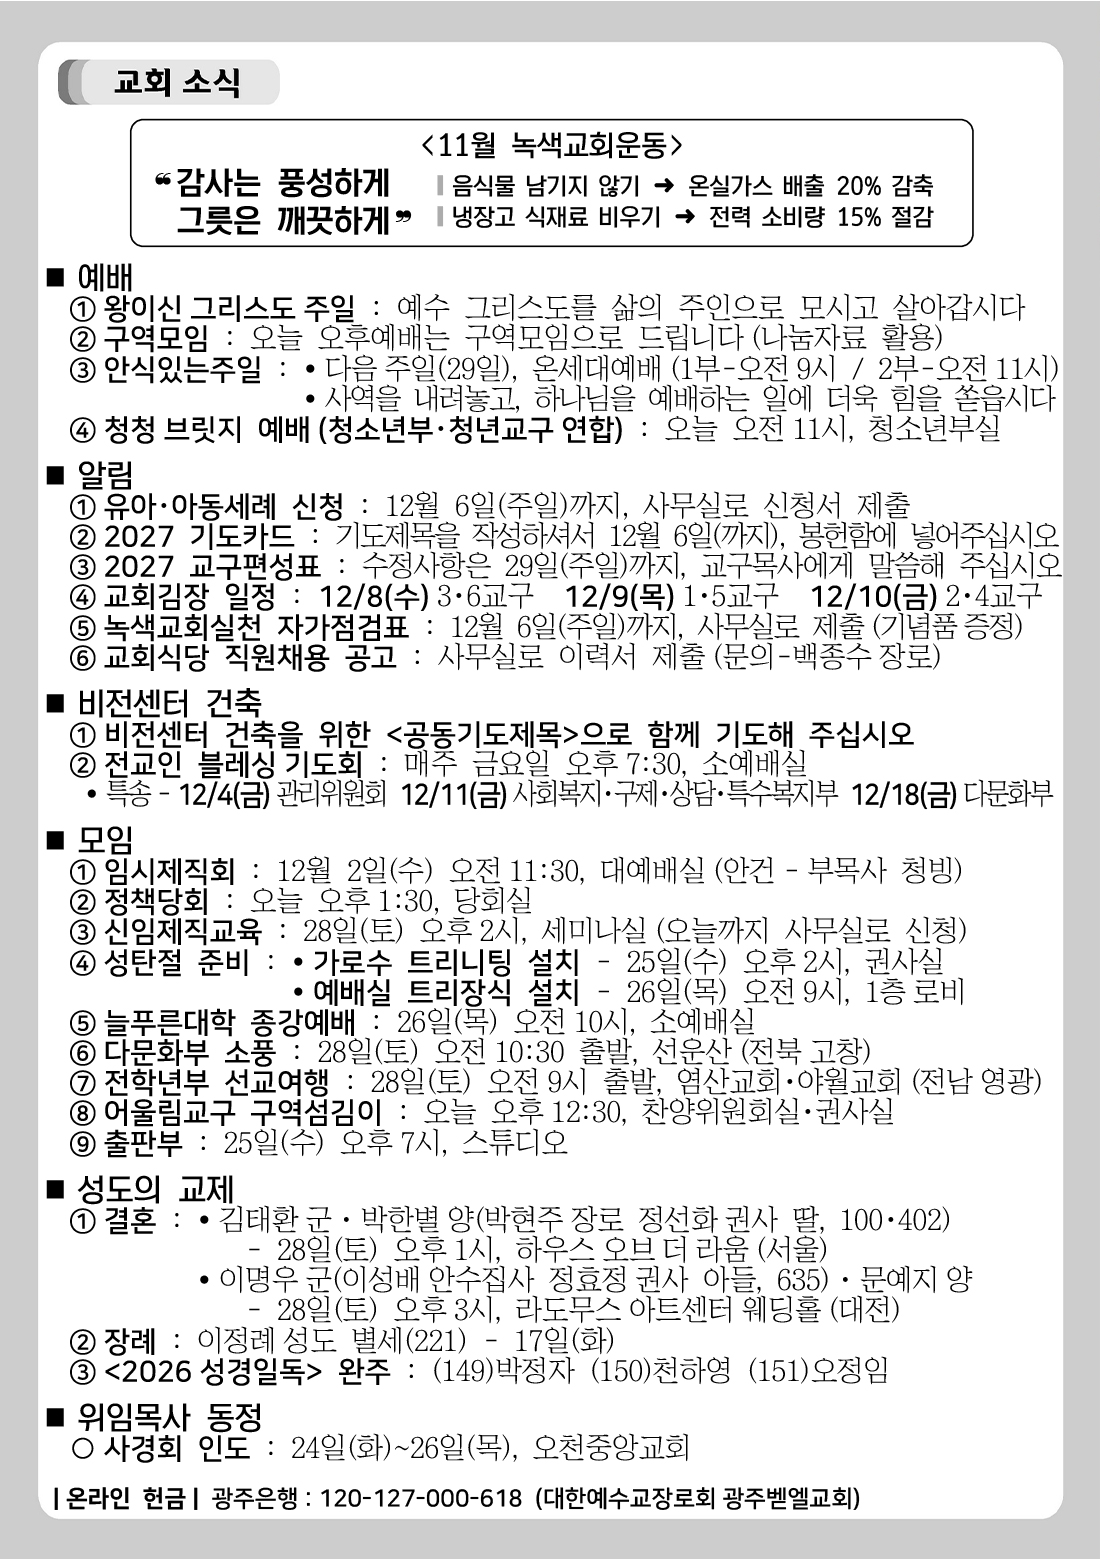 교회 소식
<11월 녹색교회운동>
❝감사는 풍성하게
그릇은 깨끗하게❞
음식물 남기지 않기 ➜ 온실가스 배출 20% 감축
냉장고 식재료 비우기 ➜ 전력 소비량 15% 절감
■ 예배
① 왕이신 그리스도 주일 : 예수 그리스도를 삶의 주인으로 모시고 살아갑시다
② 구역모임 : 오늘 오후예배는 구역모임으로 드립니다 (나눔자료 활용)
③ 안식있는주일 : • 다음 주일(29일), 온세대예배 (1부-오전 9시 / 2부-오전 11시)
• 사역을 내려놓고, 하나님을 예배하는 일에 더욱 힘을 쏟읍시다
④ 청청 브릿지 예배 (청소년부·청년교구 연합) : 오늘 오전 11시, 청소년부실
■ 알림
① 유아·아동세례 신청 : 12월 6일(주일)까지, 사무실로 신청서 제출
② 2027 기도카드 : 기도제목을 작성하셔서 12월 6일(까지), 봉헌함에 넣어주십시오
③ 2027 교구편성표 : 수정사항은 29일(주일)까지, 교구목사에게 말씀해 주십시오
④ 교회김장 일정 : 12/8(수) 3·6교구 12/9(목) 1·5교구 12/10(금) 2·4교구
⑤ 녹색교회실천 자가점검표 : 12월 6일(주일)까지, 사무실로 제출 (기념품 증정)
⑥ 교회식당 직원채용 공고 : 사무실로 이력서 제출 (문의-백종수 장로)
■ 비전센터 건축
① 비전센터 건축을 위한 <공동기도제목>으로 함께 기도해 주십시오
② 전교인 블레싱 기도회 : 매주 금요일 오후 7:30, 소예배실
• 특송 - 12/4(금) 관리위원회 12/11(금) 사회복지·구제·상담·특수복지부 12/18(금) 다문화부
■ 모임
① 임시제직회 : 12월 2일(수) 오전 11:30, 대예배실 (안건 - 부목사 청빙)
② 정책당회 : 오늘 오후 1:30, 당회실
③ 신임제직교육 : 28일(토) 오후 2시, 세미나실 (오늘까지 사무실로 신청)
④ 성탄절 준비 : • 가로수 트리니팅 설치 - 25일(수) 오후 2시, 권사실
• 예배실 트리장식 설치 - 26일(목) 오전 9시, 1층 로비
⑤ 늘푸른대학 종강예배 : 26일(목) 오전 10시, 소예배실
⑥ 다문화부 소풍 : 28일(토) 오전 10:30 출발, 선운산 (전북 고창)
⑦ 전학년부 선교여행 : 28일(토) 오전 9시 출발, 염산교회·야월교회 (전남 영광)
⑧ 어울림교구 구역섬김이 : 오늘 오후 12:30, 찬양위원회실·권사실
⑨ 출판부 : 25일(수) 오후 7시, 스튜디오
■ 성도의 교제
① 결혼 : • 김태환 군 · 박한별 양(박현주 장로 정선화 권사 딸, 100·402)
- 28일(토) 오후 1시, 하우스 오브 더 라움 (서울)
• 이명우 군(이성배 안수집사 정효정 권사 아들, 635) · 문예지 양
- 28일(토) 오후 3시, 라도무스 아트센터 웨딩홀 (대전)
② 장례 : 이정례 성도 별세(221) - 17일(화)
③ <2026 성경일독> 완주 : (149)박정자 (150)천하영 (151)오정임
■ 위임목사 동정
○ 사경회 인도 : 24일(화)~26일(목), 오천중앙교회
| 온라인 헌금 | 광주은행 : 120-127-000-618 (대한예수교장로회 광주벧엘교회)